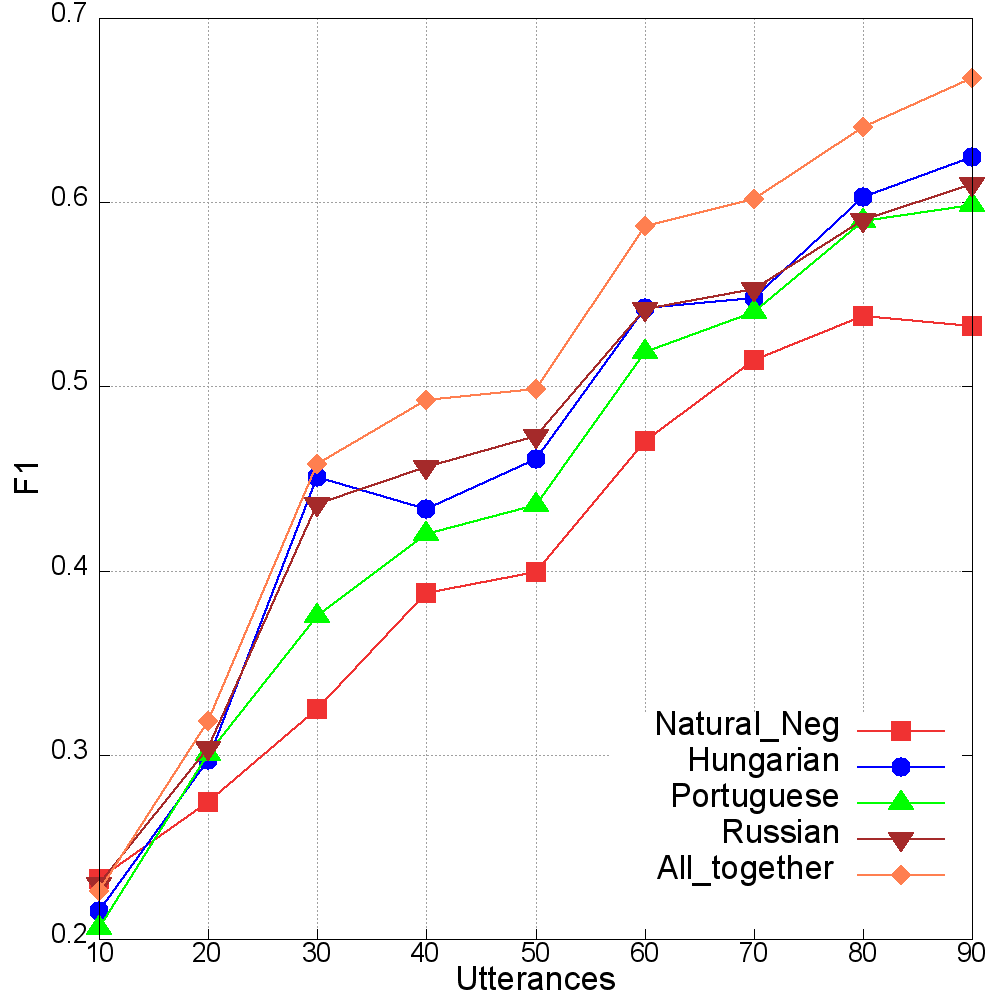 0.7
0.6
0.5
0.4
0.3
0.2
F1
Natural_Neg
Hungarian
Portuguese
Russian
All_together
10 20 30 40 50 60 70 80 90
Utterances